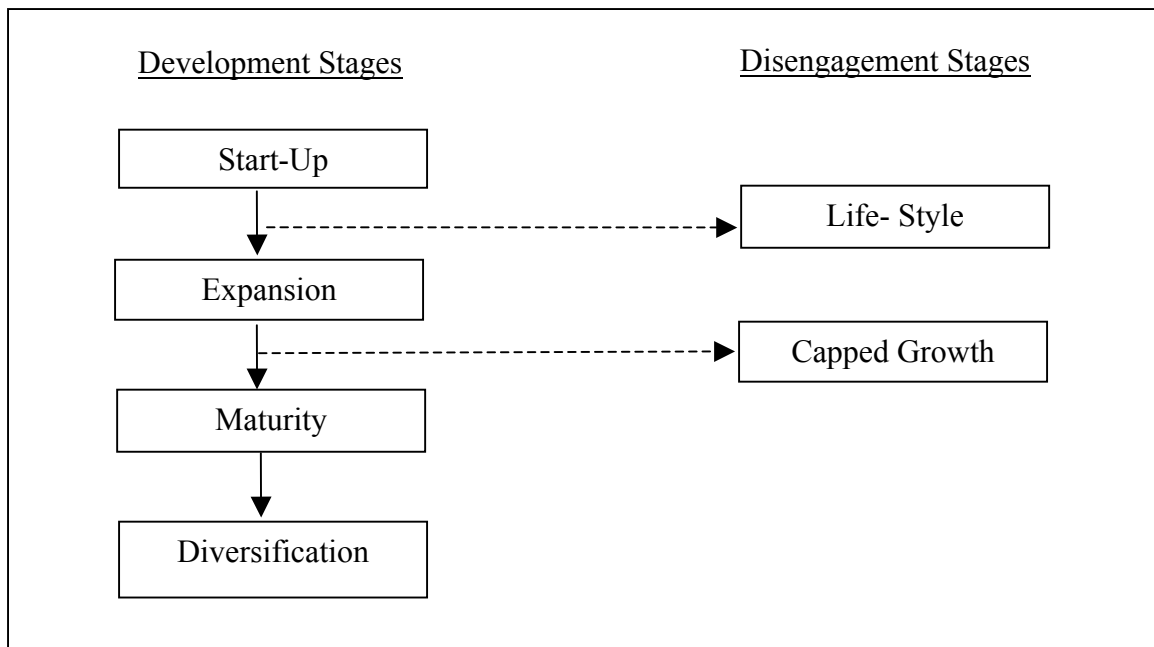 Development Stages
Disengagement Stages
Start-Up
Life- Style
Expansion
Capped Growth
Maturity
Diversification